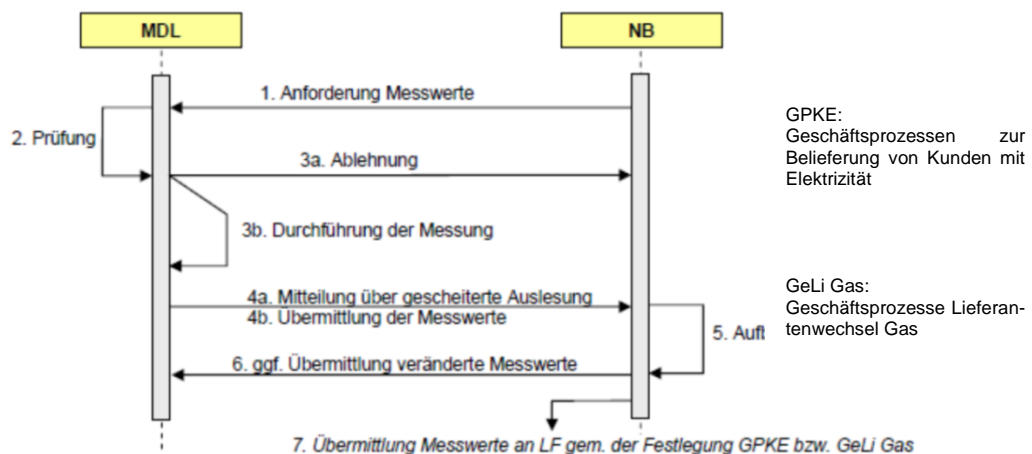 MDL
NB
1. Anforderung Messwerte
2. Prüfung
3a. Ablehnung
3b. Durchführung der Messung
4a. Mitteilung über gescheiterte Auslesung
4b. Übermittlung der Messwerte
5. Auft
6. ggf. Übermittlung veränderte Messwerte
7. Übermittlung Messwerte an LF gem. der Festlegung GPKE bzw. GeLi Gas
GPKE:
Geschäftsprozessen zur
Belieferung von Kunden mit
Elektrizität
GeLi Gas:
Geschäftsprozesse Lieferan-
tenwechsel Gas